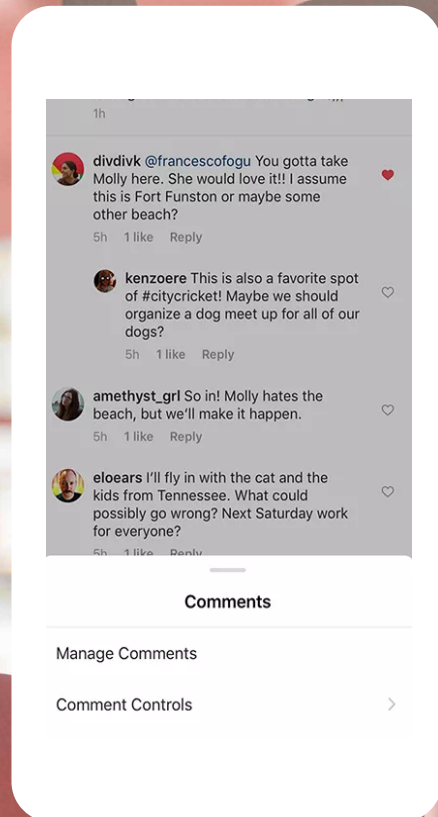 1h
divdivk @francescofogu You gotta take
Molly here. She would love it!! I assume
this is Fort Funston or maybe some
other beach?
5h 1 like Reply
kenzoere This is also a favorite spot
of #citycricket! Maybe we should
organize a dog meet up for all of our
dogs?
5h 1 like Reply
amethyst_grl So in! Molly hates the
beach, but we’ll make it happen.
5h 1 like Reply
eloears I’ll fly in with the cat and the
kids from Tennessee. What could
possibly go wrong? Next Saturday work
for everyone?
5h 1 like Reply
Comments
Manage Comments
Comment Controls